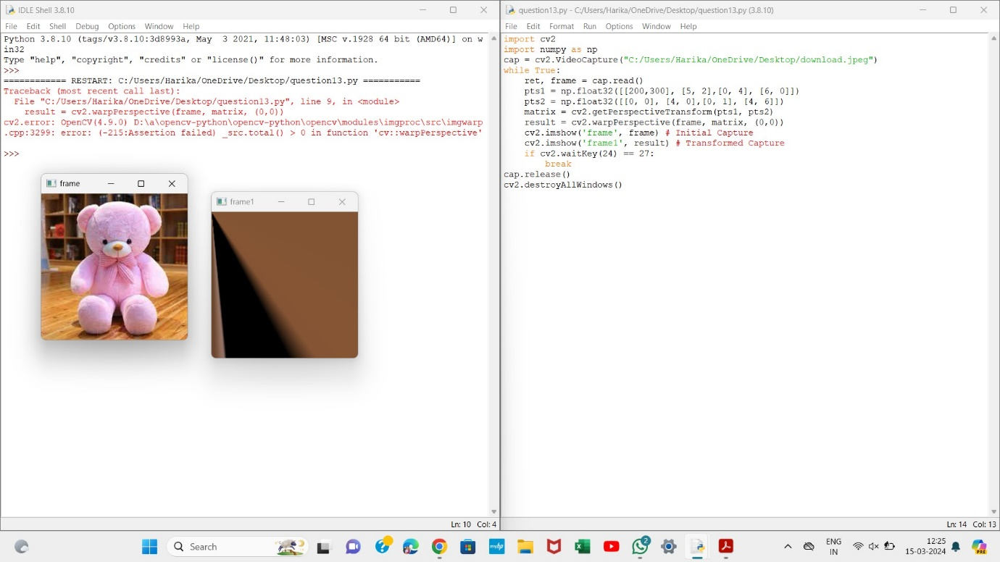 IDLE Shell 3.8.10
File Edit Shell Debug Options Window Help
Python 3.8.10 (tags/v3.8.10:3d8993a, May  3 2021, 11:48:03) [MSC v.1928 64 bit (AMD64)] on w
in32
Type "help", "copyright", "credits" or "license()" for more information.
>>>
============ RESTART: C:/Users/Harika/OneDrive/Desktop/question13.py ===========
Traceback (most recent call last):
  File "C:/Users/Harika/OneDrive/Desktop/question13.py", line 9, in <module>
    result = cv2.warpPerspective(frame, matrix, (0,0))
cv2.error: OpenCV(4.9.0) D:\a\opencv-python\opencv-python\opencv\modules\imgproc\src\imgwarp
.cpp:3299: error: (-215:Assertion failed) _src.total() > 0 in function 'cv::warpPerspective'
>>>
frame
frame1
Ln: 10 Col: 4
question13.py - C:/Users/Harika/OneDrive/Desktop/question13.py (3.8.10)
File Edit Format Run Options Window Help
import cv2
import numpy as np
cap = cv2.VideoCapture("C:/Users/Harika/OneDrive/Desktop/download.jpeg")
while True:
    ret, frame = cap.read()
    pts1 = np.float32([[200,300], [5, 2],[0, 4], [6, 0]])
    pts2 = np.float32([[0, 0], [4, 0],[0, 1], [4, 6]])
    matrix = cv2.getPerspectiveTransform(pts1, pts2)
    result = cv2.warpPerspective(frame, matrix, (0,0))
    cv2.imshow('frame', frame) # Initial Capture
    cv2.imshow('frame1', result) # Transformed Capture
    if cv2.waitKey(24) == 27:
        break
cap.release()
cv2.destroyAllWindows()
Ln: 14 Col: 13
Search
myhp
2
ENG
IN
12:25
15-03-2024
PRE